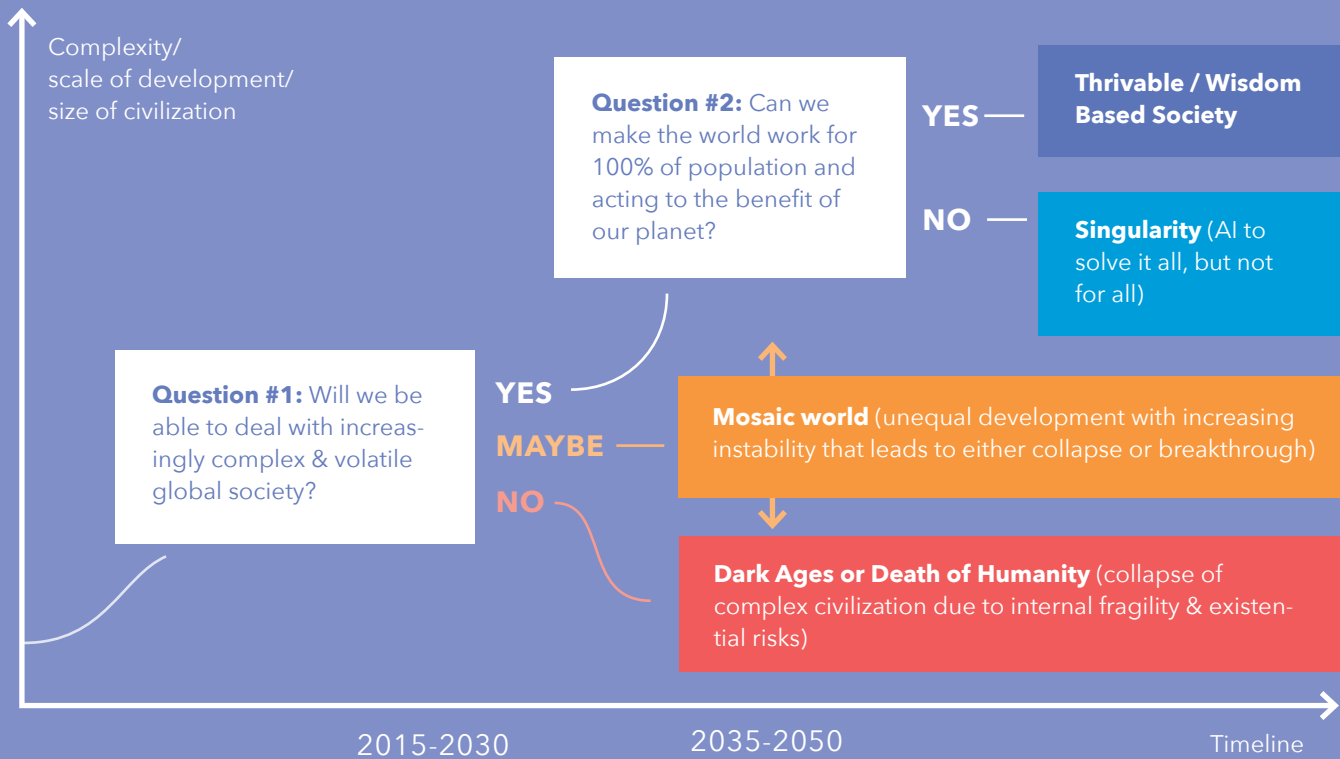 Complexity/
scale of development/
size of civilization
Question #2: Can we
make the world work for
100% of population and
acting to the benefit of
our planet?
YES
Thrivable / Wisdom
Based Society
NO
Singularity (AI to
solve it all, but not
for all)
Question #1: Will we be
able to deal with increas-
ingly complex & volatile
global society?
YES
MAYBE
NO
Mosaic world (unequal development with increasing
instability that leads to either collapse or breakthrough)
Dark Ages or Death of Humanity (collapse of
complex civilization due to internal fragility & existen-
tial risks)
2015-2030
2035-2050
Timeline